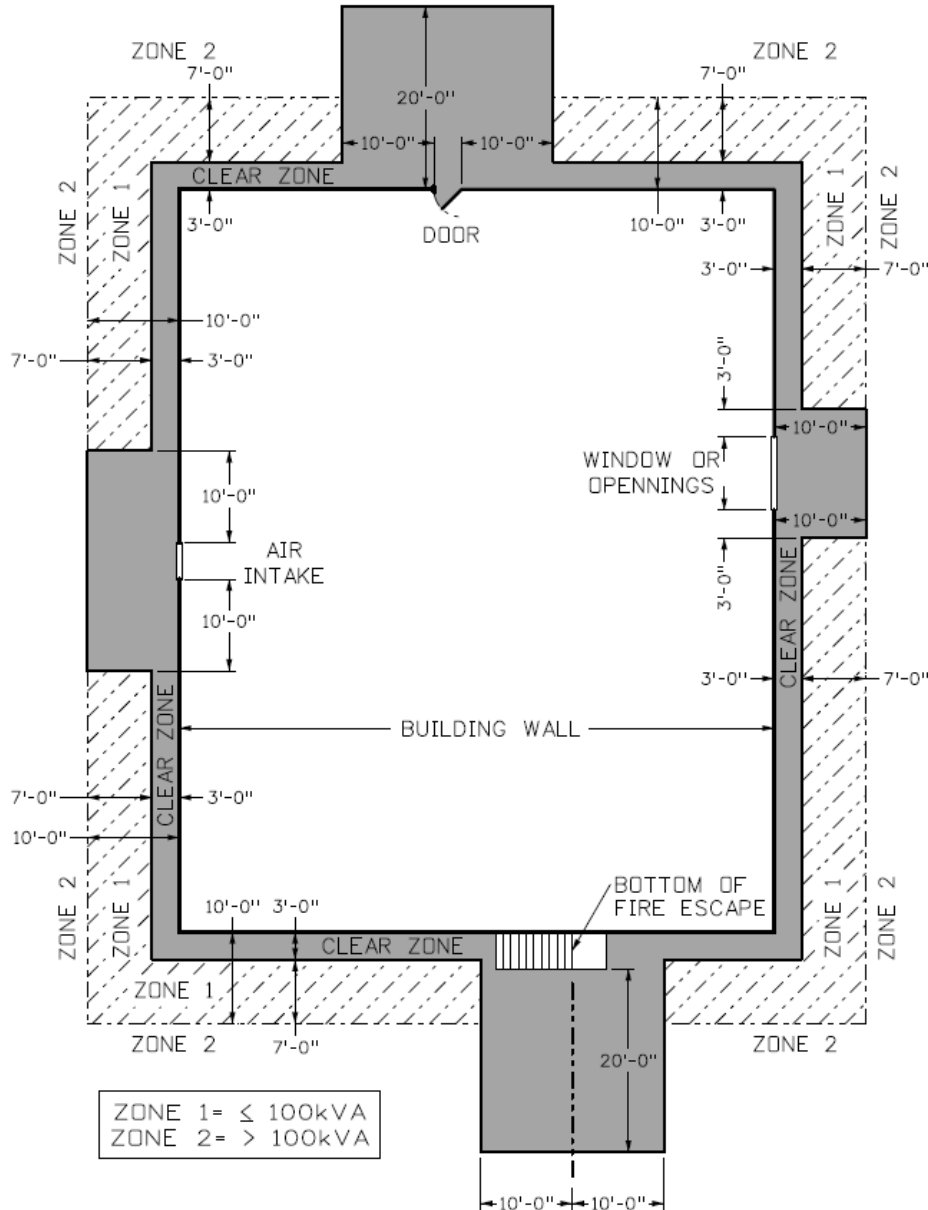 ZONE 2
ZONE 2
7'-0"
7'-0"
20'-0"
10'-0"
10'-0"
CLEAR ZONE
3'-0"
DOOR
10'-0"
3'-0"
ZONE 2
ZONE 1
ZONE 1
ZONE 2
3'-0"
7'-0"
10'-0"
7'-0"
3'-0"
3'-0"
10'-0"
WINDOW OR
OPENNINGS
10'-0"
10'-0"
AIR
INTAKE
3'-0"
10'-0"
CLEAR ZONE
3'-0"
7'-0"
CLEAR ZONE
BUILDING WALL
7'-0"
3'-0"
10'-0"
ZONE 2
ZONE 1
10'-0"
3'-0"
BOTTOM OF
FIRE ESCAPE
ZONE 1
ZONE 2
CLEAR ZONE
ZONE 1
ZONE 2
7'-0"
ZONE 2
20'-0"
ZONE 1= ≤ 100kVA
ZONE 2= > 100kVA
10'-0"
10'-0"